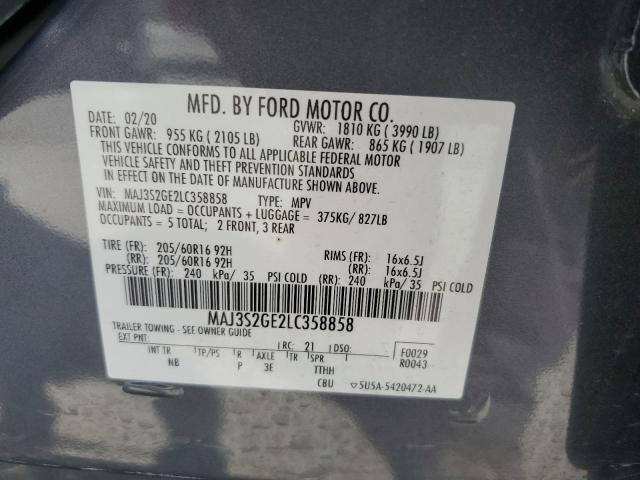 MFD. BY FORD MOTOR CO.
DATE: 02/20 GVWR: 1810 KG ( 3990 LB)
FRONT GAWR: 955 KG ( 2105 LB) REAR GAWR: 865 KG ( 1907 LB)
THIS VEHICLE CONFORMS TO ALL APPLICABLE FEDERAL MOTOR
VEHICLE SAFETY AND THEFT PREVENTION STANDARDS
IN EFFECT ON THE DATE OF MANUFACTURE SHOWN ABOVE.
VIN: MAJ3S2GE2LC358858 TYPE: MPV
MAXIMUM LOAD = OCCUPANTS + LUGGAGE = 375KG/ 827LB
OCCUPANTS = 5 TOTAL; 2 FRONT, 3 REAR
TIRE (FR): 205/60R16 92H RIMS (FR): 16x6.5J
(RR): 205/60R16 92H (RR): 16x6.5J
PRESSURE (FR): 240 kPa/ 35 PSI COLD (RR): 240 kPa/ 35 PSI COLD
MAJ3S2GE2LC358858
TRAILER TOWING - SEE OWNER GUIDE
EXT PNT: RC: 21 DSO: F0029
INT TR TP/PS R AXLE TR SPR R0043
NB P 3E TTHH
CBU 5U5A-5420472-AA